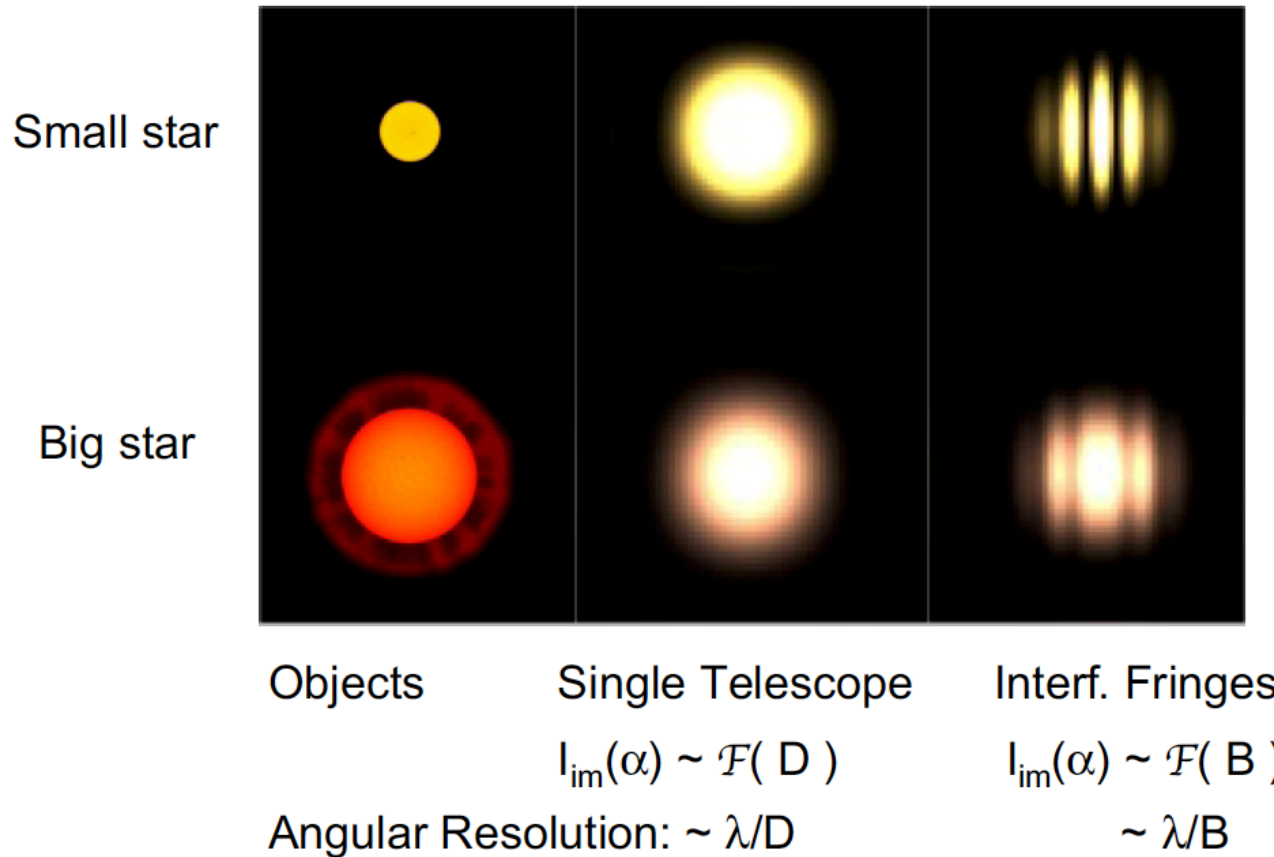 Small star
Big star
Objects Single Telescope Interf. Fringes
I_im(α) ~ ℱ( D ) I_im(α) ~ ℱ( B )
Angular Resolution: ~ λ/D ~ λ/B